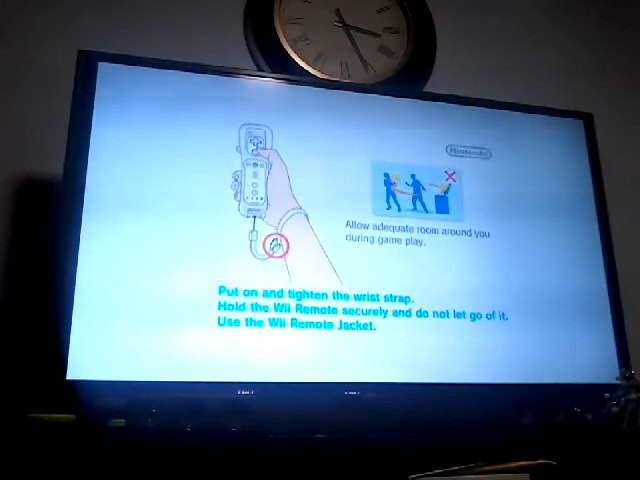 Nintendo
Allow adequate room around you
during game play.
Put on and tighten the wrist strap.
Hold the Wii Remote securely and do not let go of it.
Use the Wii Remote Jacket.